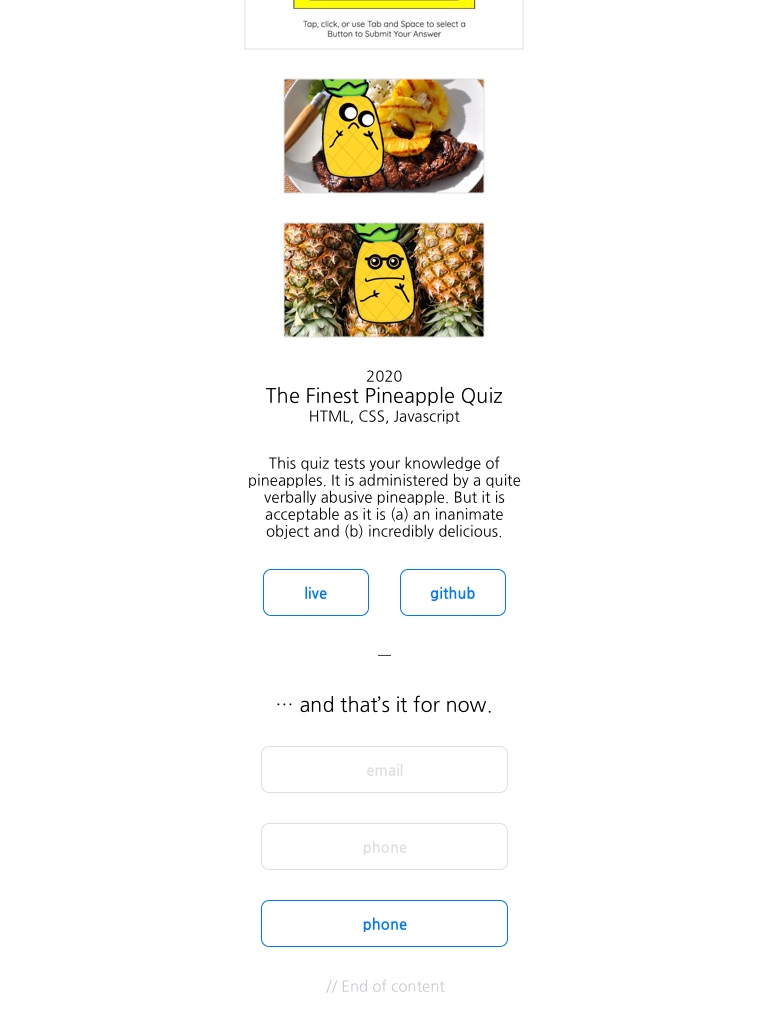 Tap, click, or use Tab and Space to select a
Button to Submit Your Answer
2020
The Finest Pineapple Quiz
HTML, CSS, Javascript
This quiz tests your knowledge of
pineapples. It is administered by a quite
verbally abusive pineapple. But it is
acceptable as it is (a) an inanimate
object and (b) incredibly delicious.
live github
—
… and that’s it for now.
email
phone
phone
// End of content